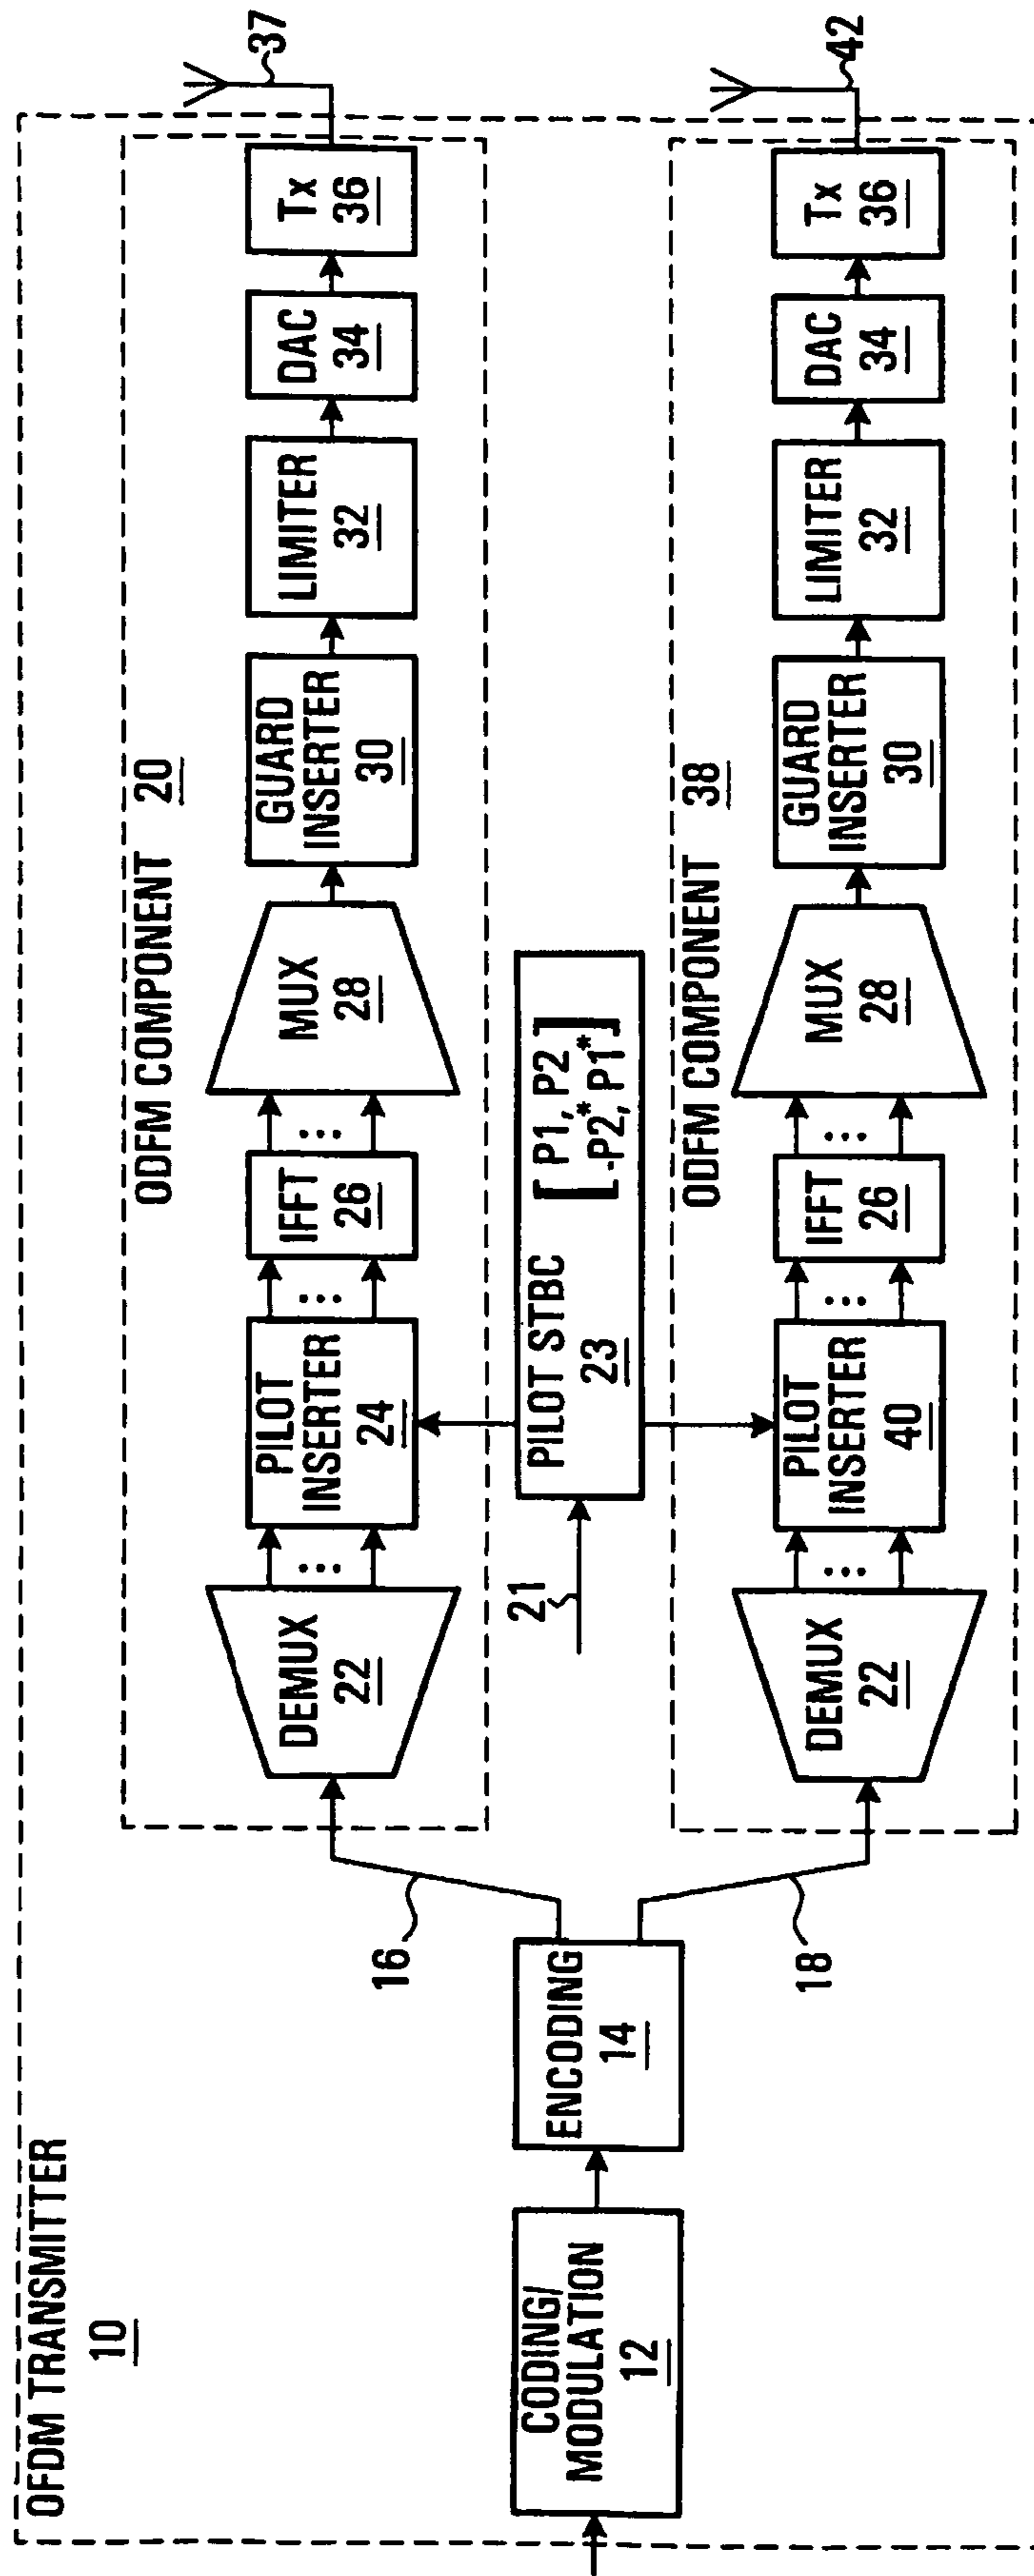 OFDM TRANSMITTER
10
CODING/
MODULATION
12
ENCODING
14
16
18
ODFM COMPONENT 20
DEMUX
22
PILOT
INSERTER
24
IFFT
26
MUX
28
GUARD
INSERTER
30
LIMITER
32
DAC
34
Tx
36
37
21
PILOT STBC
23
[P1, P2
-P2*, P1*]
ODFM COMPONENT 38
DEMUX
22
PILOT
INSERTER
40
IFFT
26
MUX
28
GUARD
INSERTER
30
LIMITER
32
DAC
34
Tx
36
42